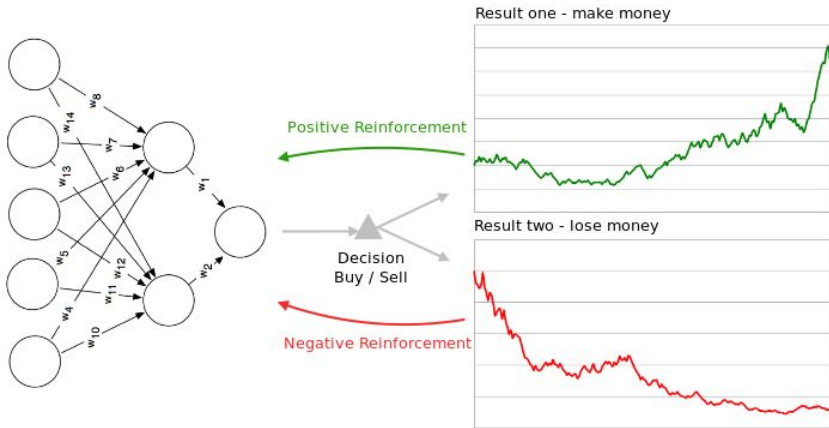 Result one - make money
w8
w14
w7
w13
w6
w5
w12
w4
w11
w10
w1
w2
Positive Reinforcement
Decision
Buy / Sell
Negative Reinforcement
Result two - lose money